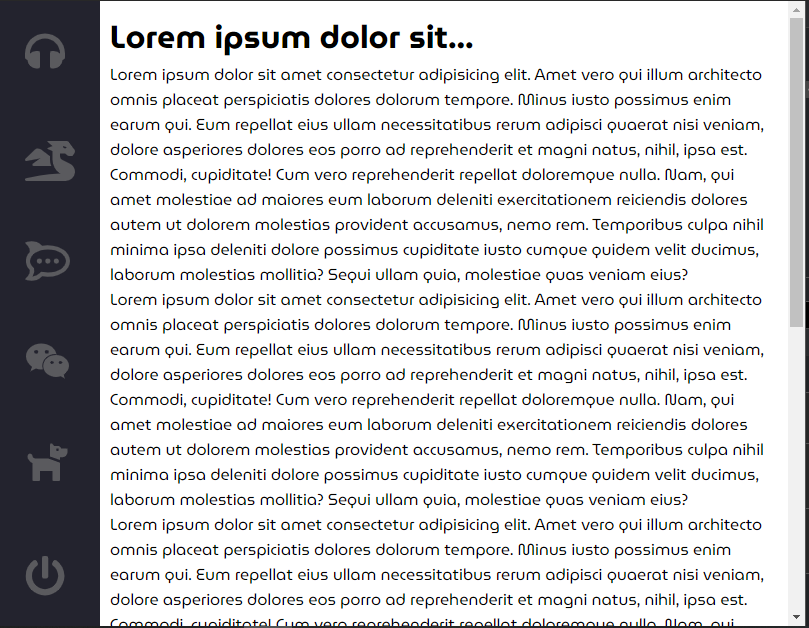 Lorem ipsum dolor sit...
Lorem ipsum dolor sit amet consectetur adipisicing elit. Amet vero qui illum architecto
omnis placeat perspiciatis dolores dolorum tempore. Minus iusto possimus enim
earum qui. Eum repellat eius ullam necessitatibus rerum adipisci quaerat nisi veniam,
dolore asperiores dolores eos porro ad reprehenderit et magni natus, nihil, ipsa est.
Commodi, cupiditate! Cum vero reprehenderit repellat doloremque nulla. Nam, qui
amet molestiae ad maiores eum laborum deleniti exercitationem reiciendis dolores
autem ut dolorem molestias provident accusamus, nemo rem. Temporibus culpa nihil
minima ipsa deleniti dolore possimus cupiditate iusto cumque quidem velit ducimus,
laborum molestias mollitia? Sequi ullam quia, molestiae quas veniam eius?
Lorem ipsum dolor sit amet consectetur adipisicing elit. Amet vero qui illum architecto
omnis placeat perspiciatis dolores dolorum tempore. Minus iusto possimus enim
earum qui. Eum repellat eius ullam necessitatibus rerum adipisci quaerat nisi veniam,
dolore asperiores dolores eos porro ad reprehenderit et magni natus, nihil, ipsa est.
Commodi, cupiditate! Cum vero reprehenderit repellat doloremque nulla. Nam, qui
amet molestiae ad maiores eum laborum deleniti exercitationem reiciendis dolores
autem ut dolorem molestias provident accusamus, nemo rem. Temporibus culpa nihil
minima ipsa deleniti dolore possimus cupiditate iusto cumque quidem velit ducimus,
laborum molestias mollitia? Sequi ullam quia, molestiae quas veniam eius?
Lorem ipsum dolor sit amet consectetur adipisicing elit. Amet vero qui illum architecto
omnis placeat perspiciatis dolores dolorum tempore. Minus iusto possimus enim
earum qui. Eum repellat eius ullam necessitatibus rerum adipisci quaerat nisi veniam,
dolore asperiores dolores eos porro ad reprehenderit et magni natus, nihil, ipsa est.
Commodi, cupiditate! Cum vero reprehenderit repellat doloremque nulla. Nam, qui